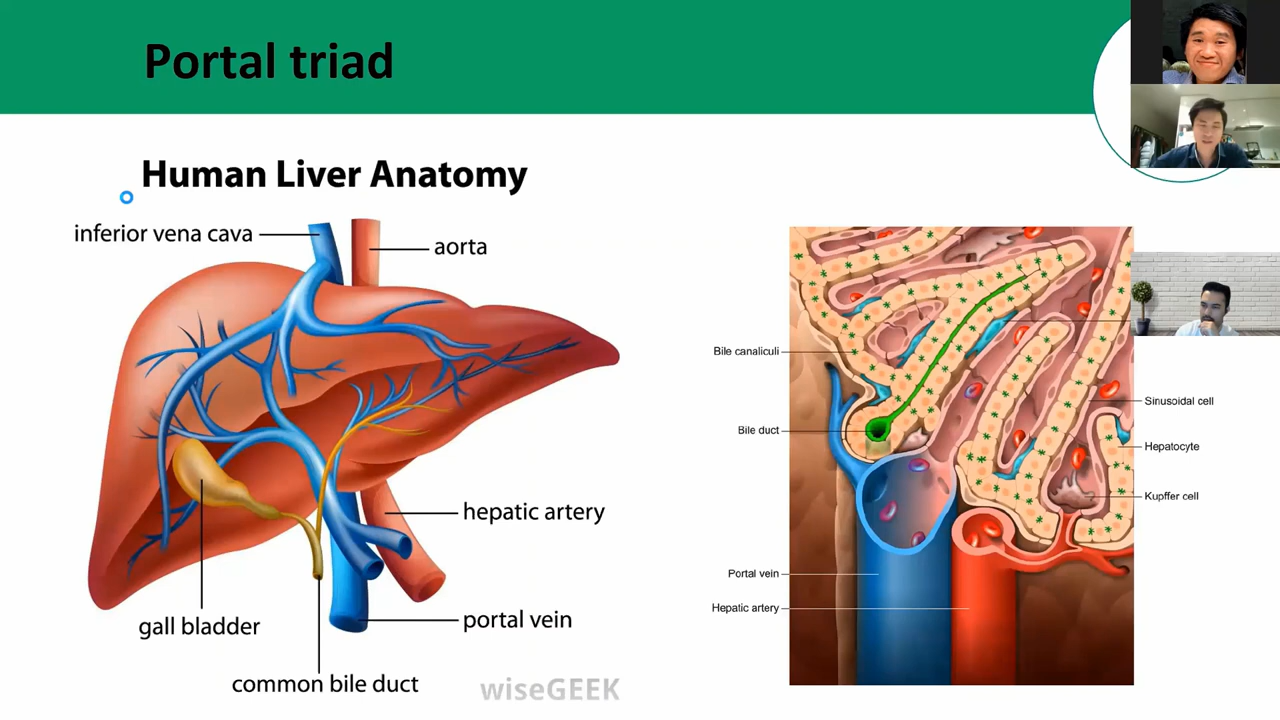 Portal triad
Human Liver Anatomy
inferior vena cava
aorta
hepatic artery
portal vein
gall bladder
common bile duct
wiseGEEK
Bile canaliculi
Bile duct
Portal vein
Hepatic artery
Sinusoidal cell
Hepatocyte
Kupffer cell